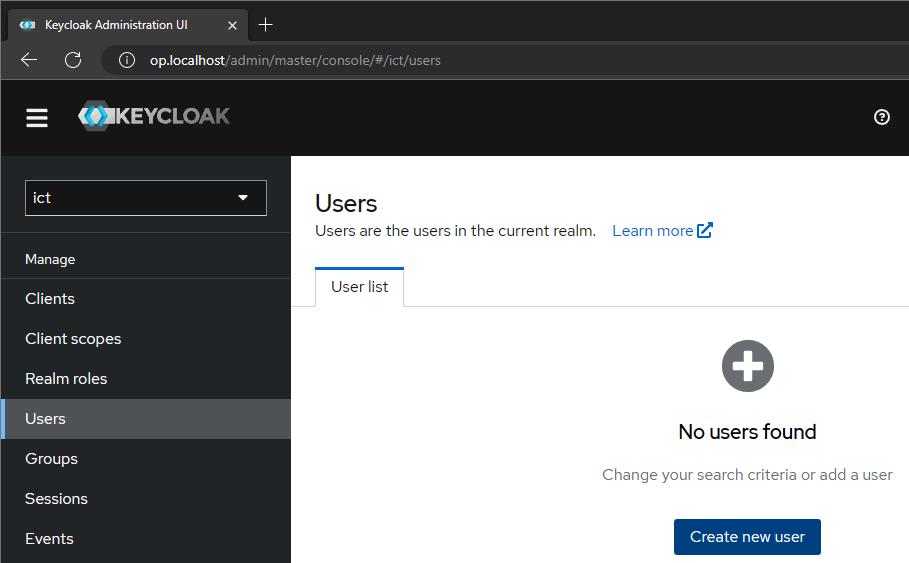 Keycloak Administration UI
op.localhost/admin/master/console/#/ict/users
KEYCLOAK
ict
Manage
Clients
Client scopes
Realm roles
Users
Groups
Sessions
Events
Users
Users are the users in the current realm. Learn more
User list
No users found
Change your search criteria or add a user
Create new user